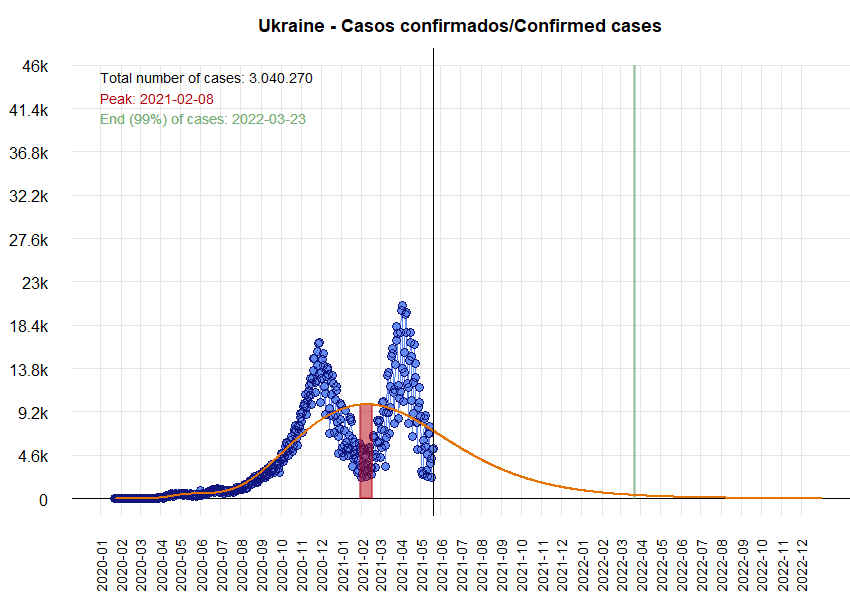 Ukraine - Casos confirmados/Confirmed cases
46k
Total number of cases: 3.040.270
Peak: 2021-02-08
41.4k
End (99%) of cases: 2022-03-23
36.8k
32.2k
27.6k
23k
18.4k
13.8k
9.2k
4.6k
0
2020-01
2020-02
2020-03
2020-04
2020-05
2020-06
2020-07
2020-08
2020-09
2020-10
2020-11
2020-12
2021-01
2021-02
2021-03
2021-04
2021-05
2021-06
2021-07
2021-08
2021-09
2021-10
2021-11
2021-12
2022-01
2022-02
2022-03
2022-04
2022-05
2022-06
2022-07
2022-08
2022-09
2022-10
2022-11
2022-12